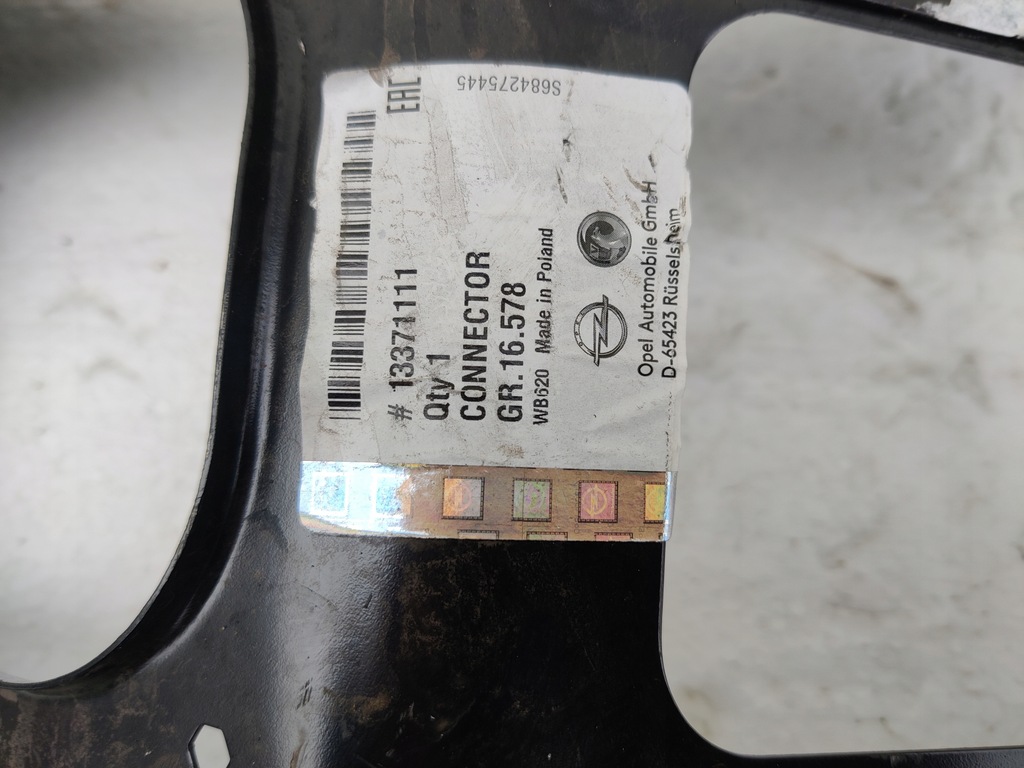 S684275445
EAC
# 13371111
Qty 1
CONNECTOR
GR.16.578
WB620 Made in Poland
Opel Automobile GmbH
D-65423 Rüsselsheim